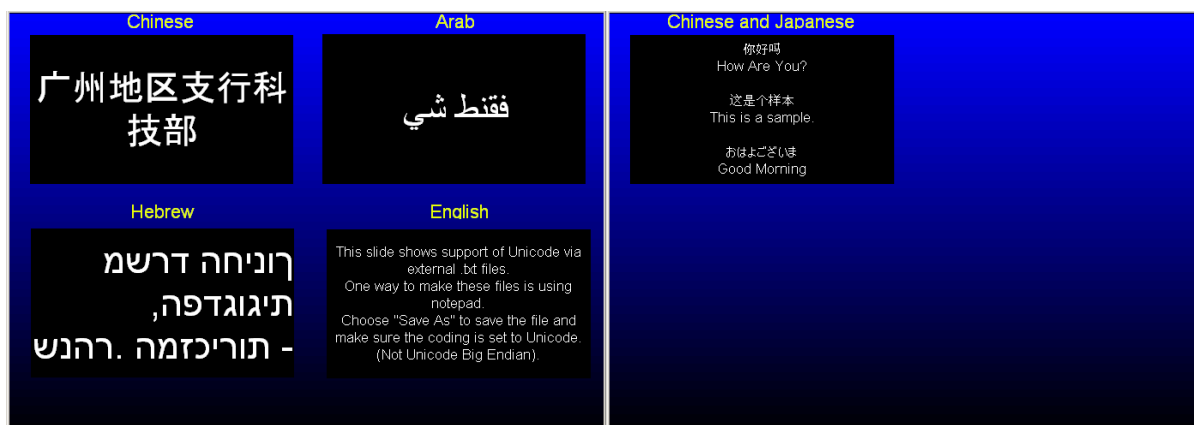 Chinese
广州地区支行科
技部
Arab
فقنط شي
Hebrew
ךוניחה דרשמ
תיגוגדפה,
- תוריכזמה .רהנש
English
This slide shows support of Unicode via
external .txt files.
One way to make these files is using
notepad.
Choose "Save As" to save the file and
make sure the coding is set to Unicode.
(Not Unicode Big Endian).
Chinese and Japanese
你好吗
How Are You?
这是个样本
This is a sample.
おはよございま
Good Morning